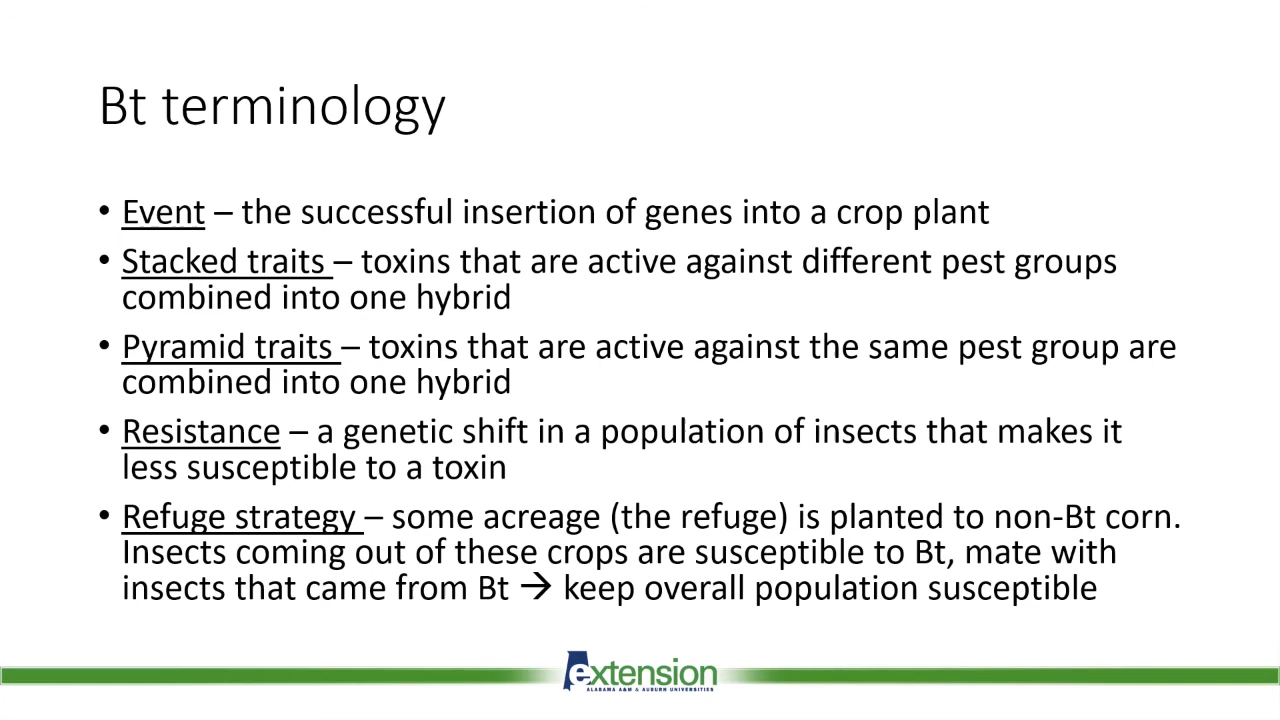 Bt terminology
• Event – the successful insertion of genes into a crop plant
• Stacked traits – toxins that are active against different pest groups
combined into one hybrid
• Pyramid traits – toxins that are active against the same pest group are
combined into one hybrid
• Resistance – a genetic shift in a population of insects that makes it
less susceptible to a toxin
• Refuge strategy – some acreage (the refuge) is planted to non-Bt corn.
Insects coming out of these crops are susceptible to Bt, mate with
insects that came from Bt → keep overall population susceptible
extension
ALABAMA A&M & AUBURN UNIVERSITIES